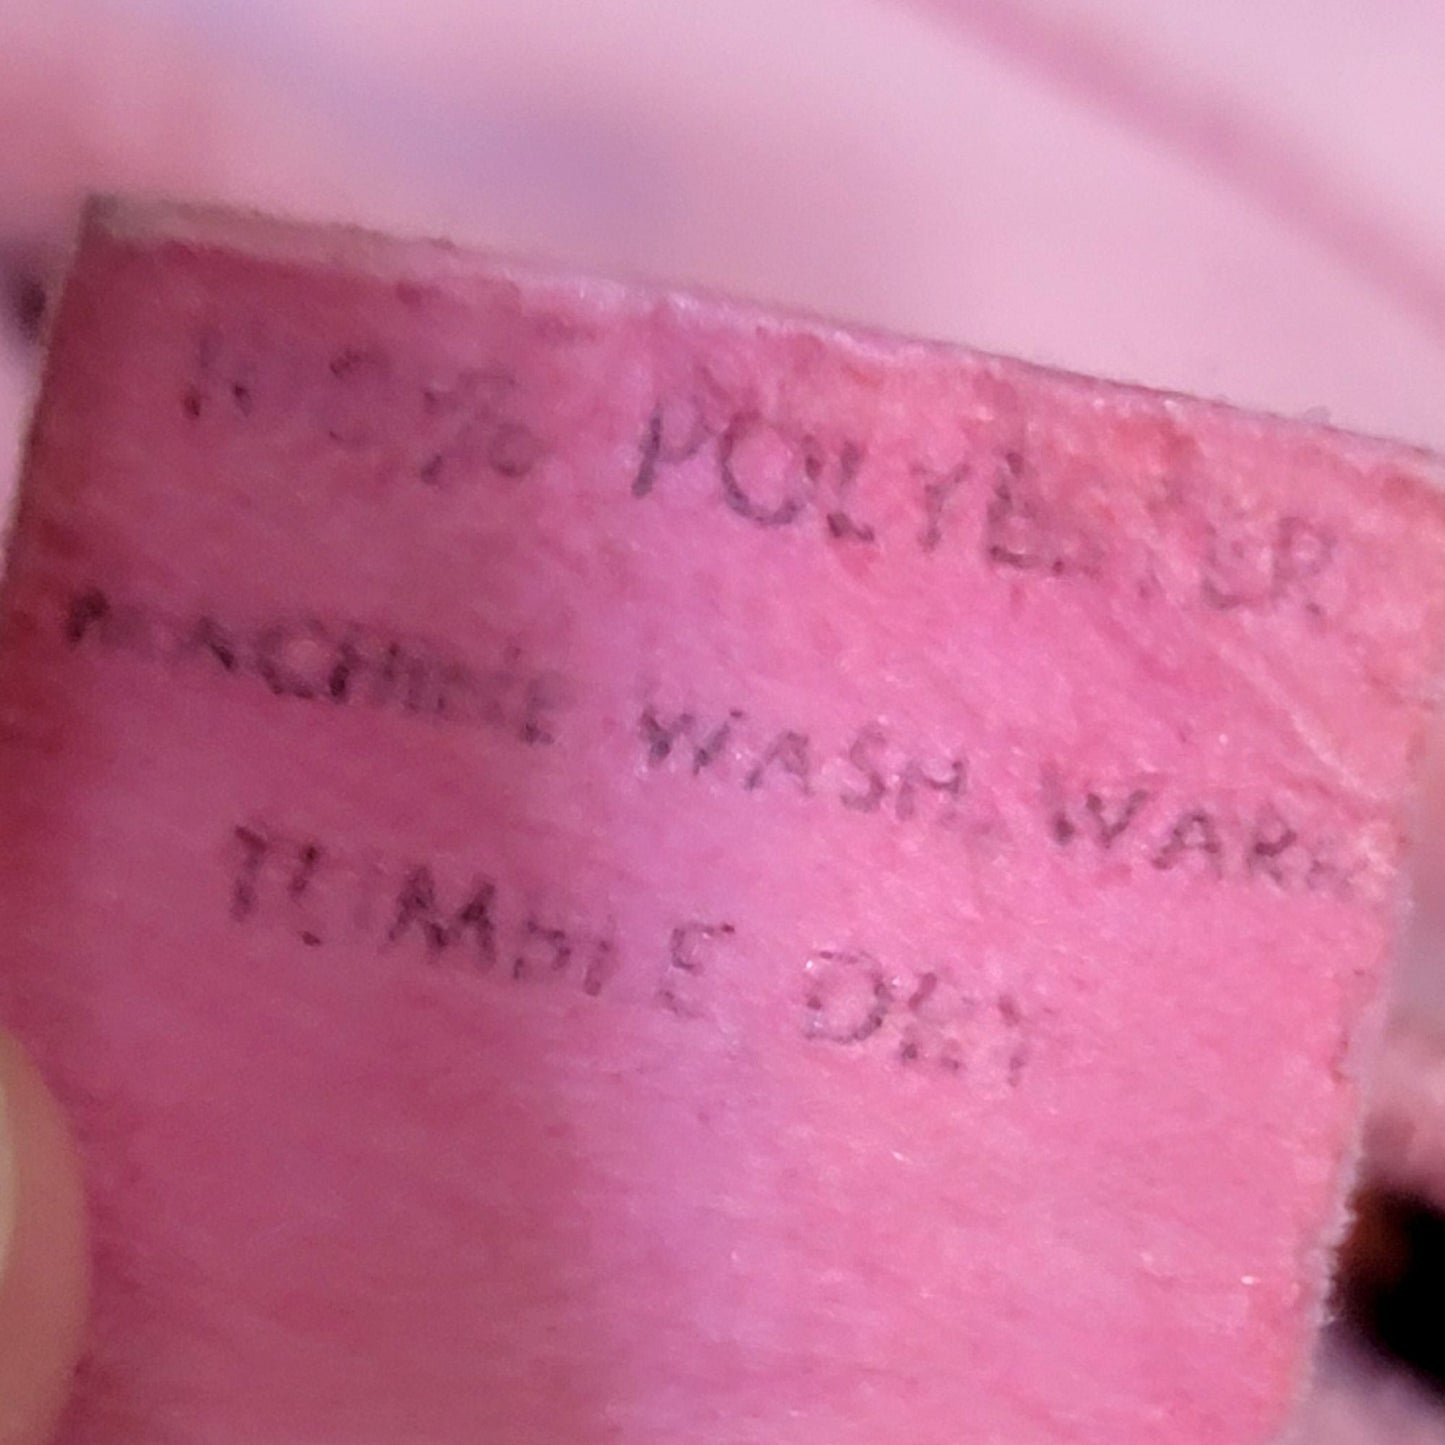 100% POLYESTER
MACHINE WASH WARM
TUMBLE DRY